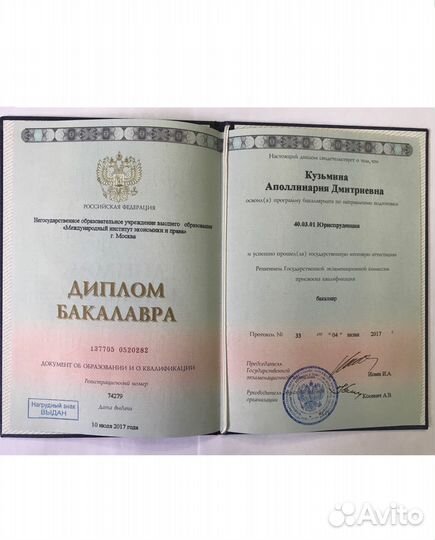 РОССИЙСКАЯ ФЕДЕРАЦИЯ
Негосударственное образовательное учреждение высшего образования
«Международный институт экономики и права»
г. Москва
ДИПЛОМ
БАКАЛАВРА
137705 0520282
ДОКУМЕНТ ОБ ОБРАЗОВАНИИ И О КВАЛИФИКАЦИИ
Регистрационный номер
74279
Дата выдачи
10 июля 2017 года
Нагрудный знак
ВЫДАН
Настоящий диплом свидетельствует о том, что
Кузьмина
Аполлинария Дмитриевна
освоил(а) программу бакалавриата по направлению подготовки
40.03.01 Юриспруденция
и успешно прошел(ла) государственную итоговую аттестацию
Решением Государственной экзаменационной комиссии
присвоена квалификация
бакалавр
Протокол № 33 от «04» июля 2017 г.
Председатель
Государственной
экзаменационной
Руководитель
организации
Avito